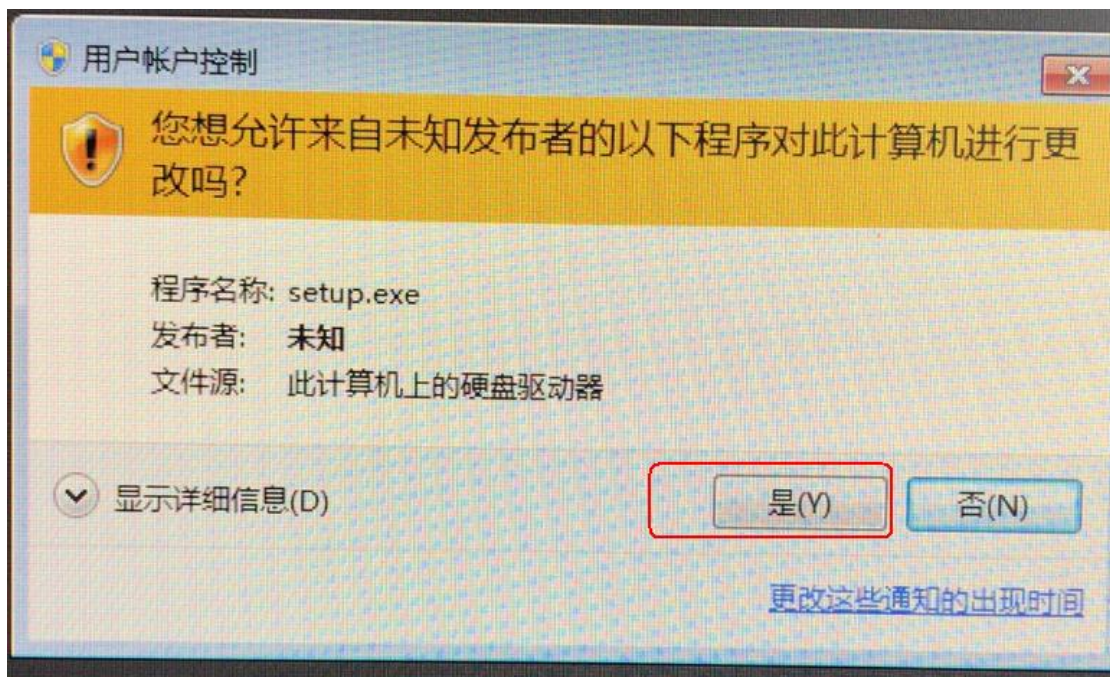 用户帐户控制
您想允许来自未知发布者的以下程序对此计算机进行更
改吗?
程序名称: setup.exe
发布者: 未知
文件源: 此计算机上的硬盘驱动器
显示详细信息(D)
是(Y)
否(N)
更改这些通知的出现时间